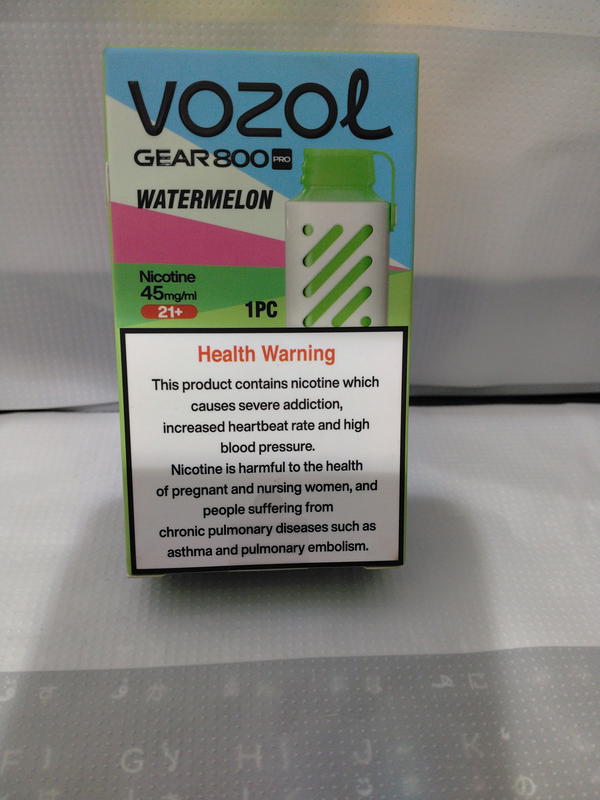 VOZOL
GEAR 800 PRO
WATERMELON
Nicotine
45mg/ml
21+
1PC
Health Warning
This product contains nicotine which
causes severe addiction,
increased heartbeat rate and high
blood pressure.
Nicotine is harmful to the health
of pregnant and nursing women, and
people suffering from
chronic pulmonary diseases such as
asthma and pulmonary embolism.
F G y H I J K